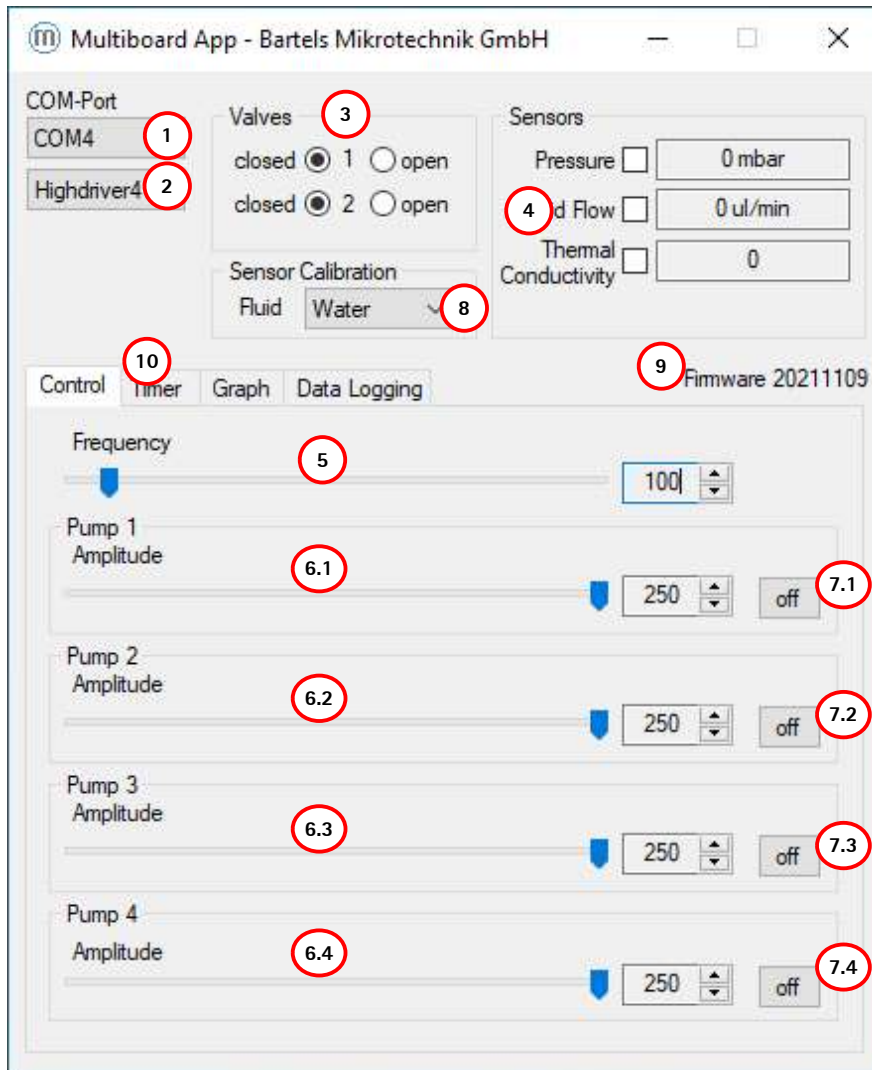 Multiboard App - Bartels Mikrotechnik GmbH
COM-Port
COM4
1
Highdriver4
2
Valves
3
closed 1 open
closed 2 open
Sensor Calibration
Fluid Water
8
Sensors
Pressure 0 mbar
4
d Flow 0 ul/min
Thermal
Conductivity
0
9
Firmware 20211109
10
Control Timer Graph Data Logging
Frequency
5
100
Pump 1
Amplitude
6.1
250 off
7.1
Pump 2
Amplitude
6.2
250 off
7.2
Pump 3
Amplitude
6.3
250 off
7.3
Pump 4
Amplitude
6.4
250 off
7.4